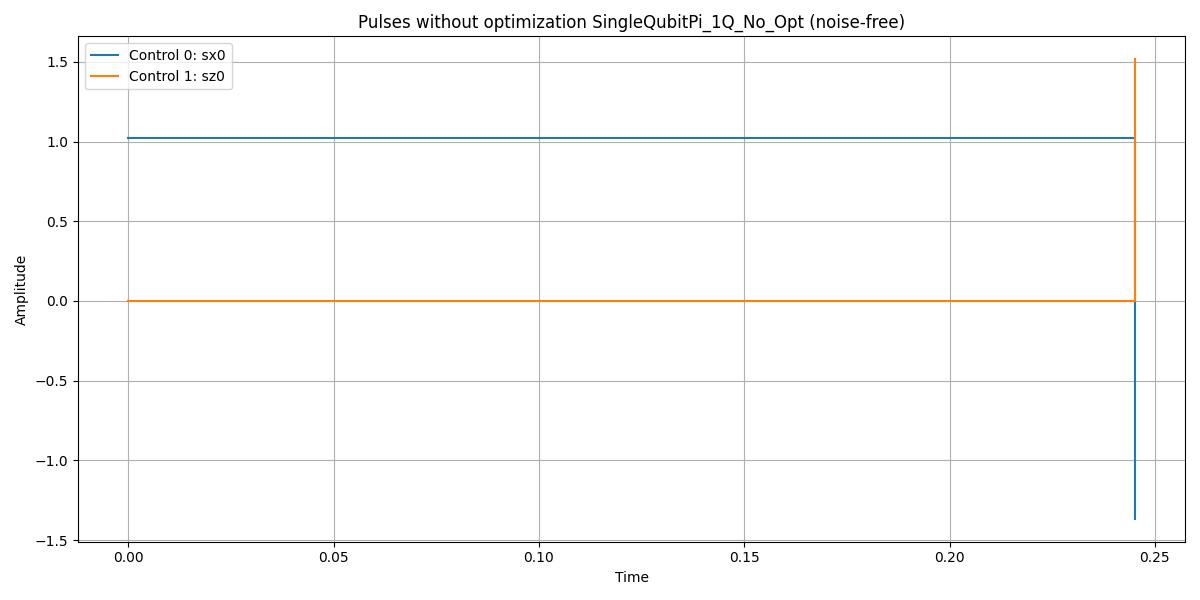 Pulses without optimization SingleQubitPi_1Q_No_Opt (noise-free)
Control 0: sx0
Control 1: sz0
1.5
1.0
0.5
0.0
−0.5
−1.0
−1.5
Amplitude
0.00 0.05 0.10 0.15 0.20 0.25
Time